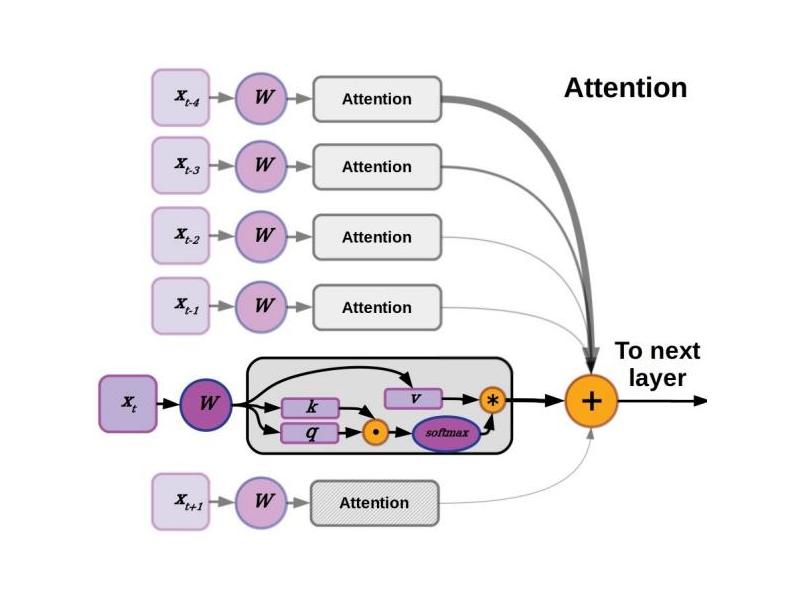 Attention
x_{t-4} W Attention
x_{t-3} W Attention
x_{t-2} W Attention
x_{t-1} W Attention
To next
layer
x_t W k q v softmax
x_{t+1} W Attention